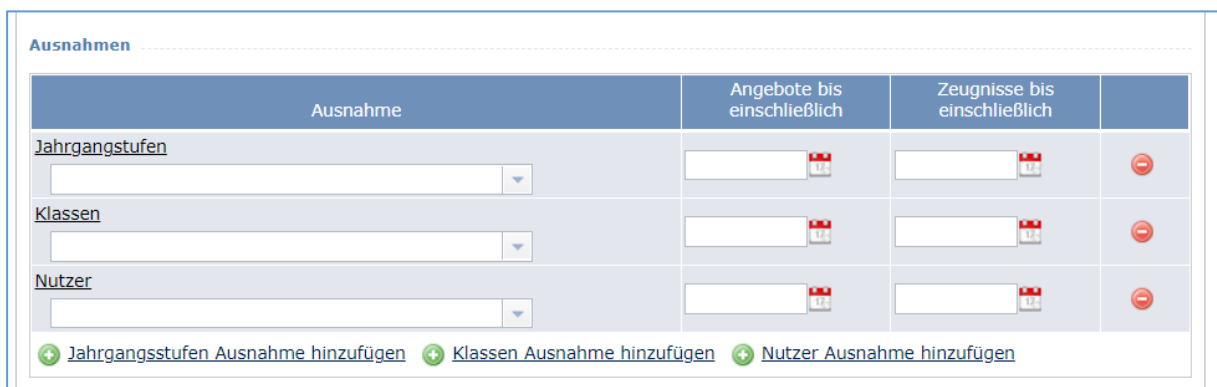 Ausnahmen
Ausnahme
Angebote bis
einschließlich
Zeugnisse bis
einschließlich
Jahrgangstufen
Klassen
Nutzer
Jahrgangsstufen Ausnahme hinzufügen Klassen Ausnahme hinzufügen Nutzer Ausnahme hinzufügen